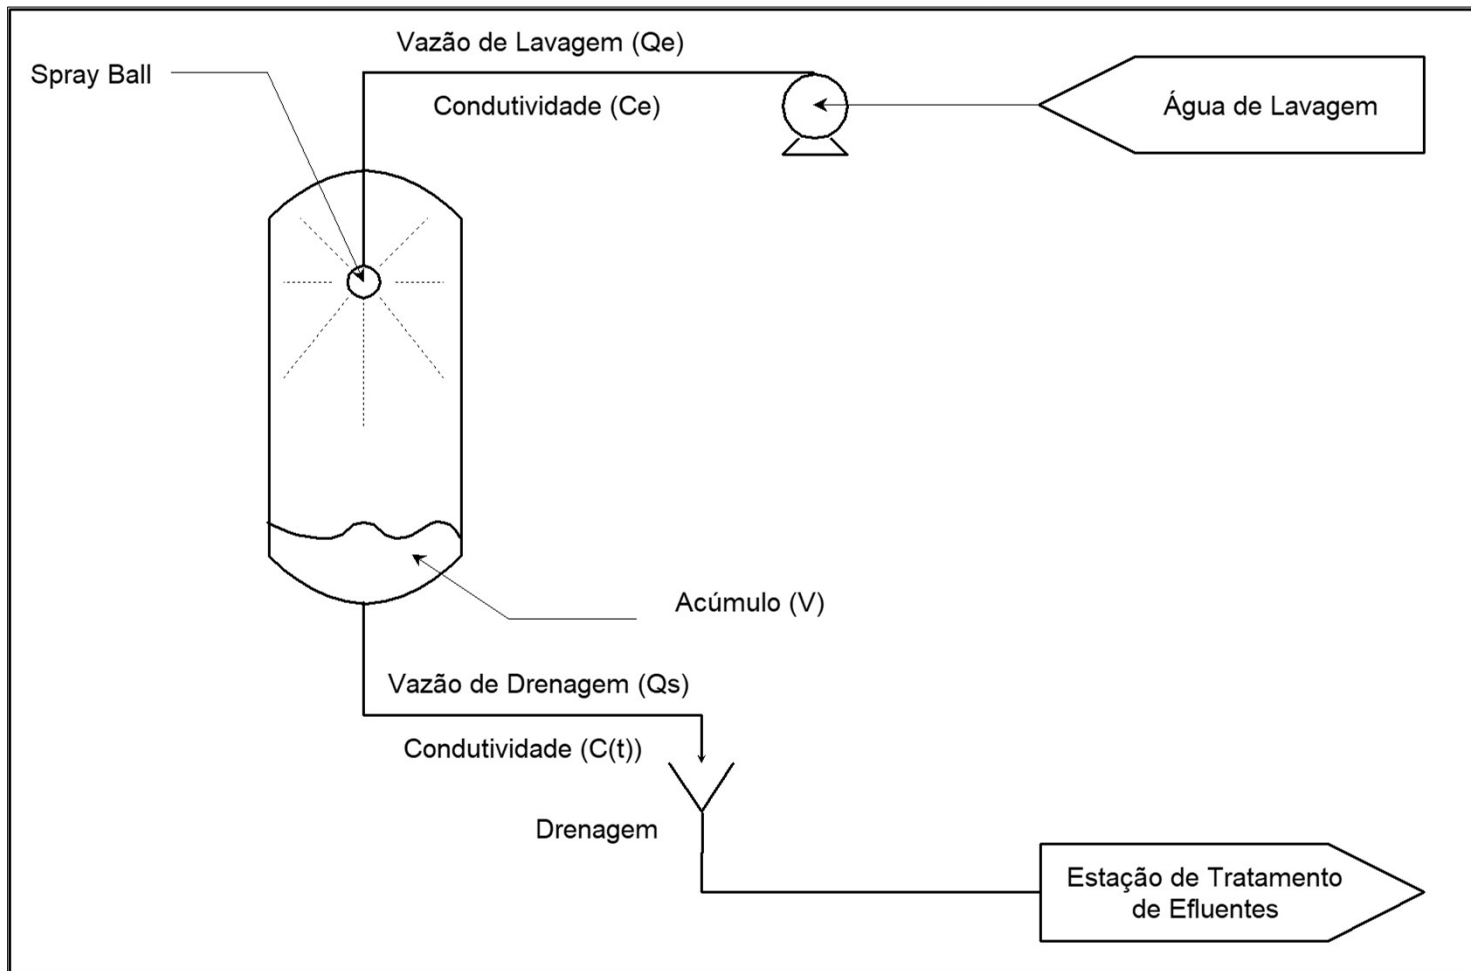 Vazão de Lavagem (Qe)
Spray Ball
Condutividade (Ce)
Água de Lavagem
Acúmulo (V)
Vazão de Drenagem (Qs)
Condutividade (C(t))
Drenagem
Estação de Tratamento
de Efluentes